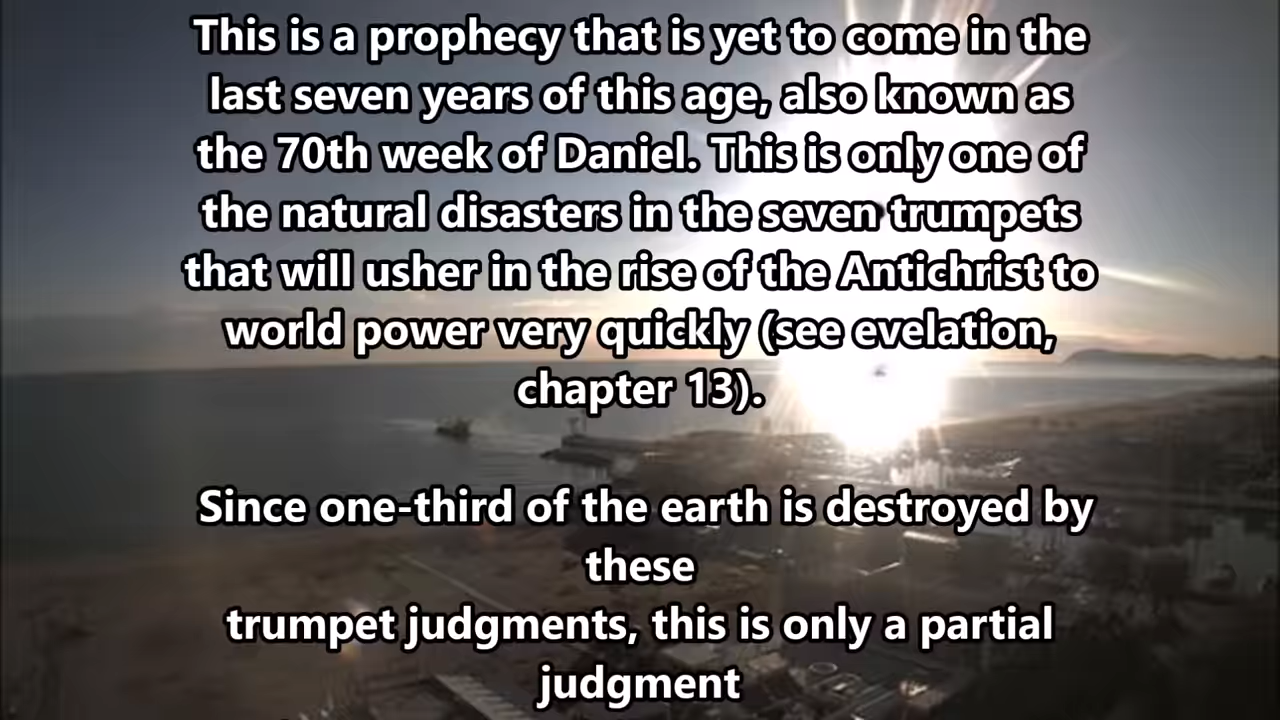 This is a prophecy that is yet to come in the
last seven years of this age, also known as
the 70th week of Daniel. This is only one of
the natural disasters in the seven trumpets
that will usher in the rise of the Antichrist to
world power very quickly (see evelation,
chapter 13).
Since one-third of the earth is destroyed by
these
trumpet judgments, this is only a partial
judgment